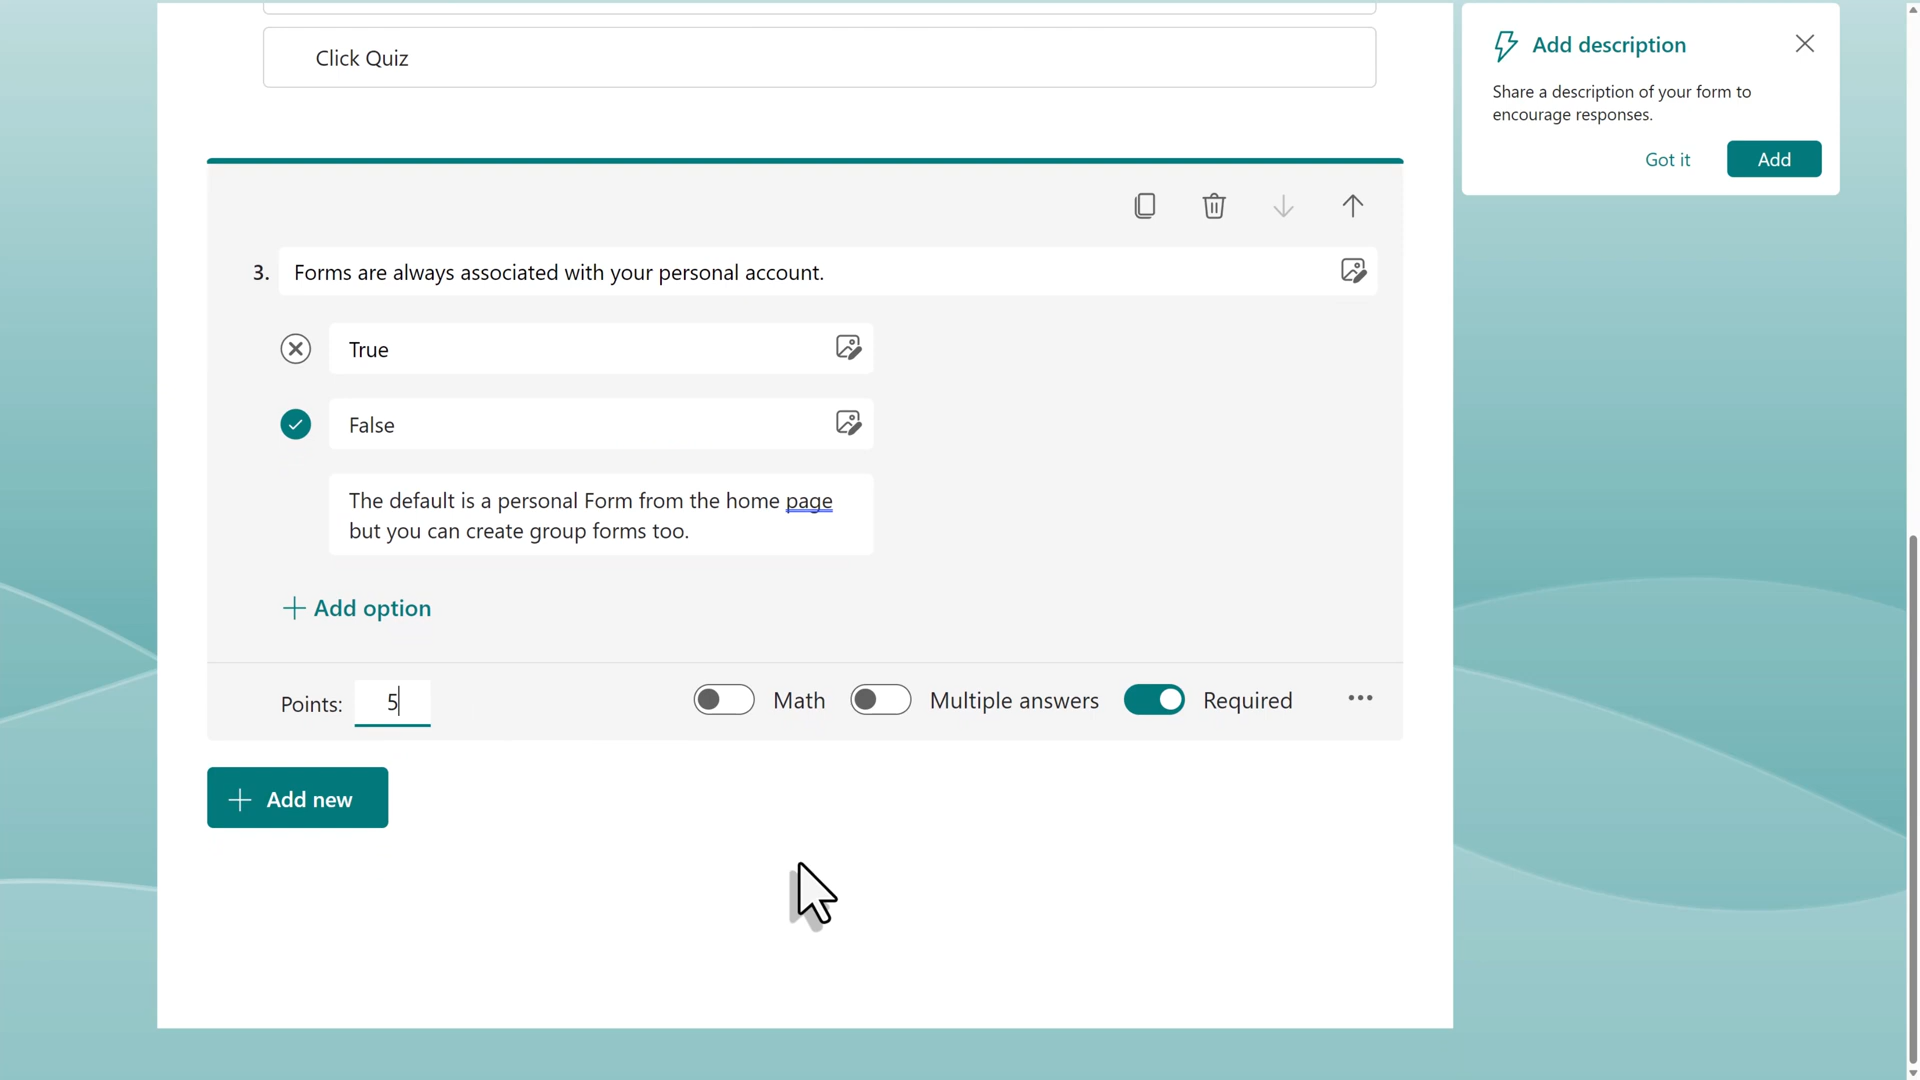 Click Quiz
Add description
Share a description of your form to
encourage responses.
Got it
Add
3. Forms are always associated with your personal account.
True
False
The default is a personal Form from the home page
but you can create group forms too.
Add option
Points: 5
Math
Multiple answers
Required
Add new